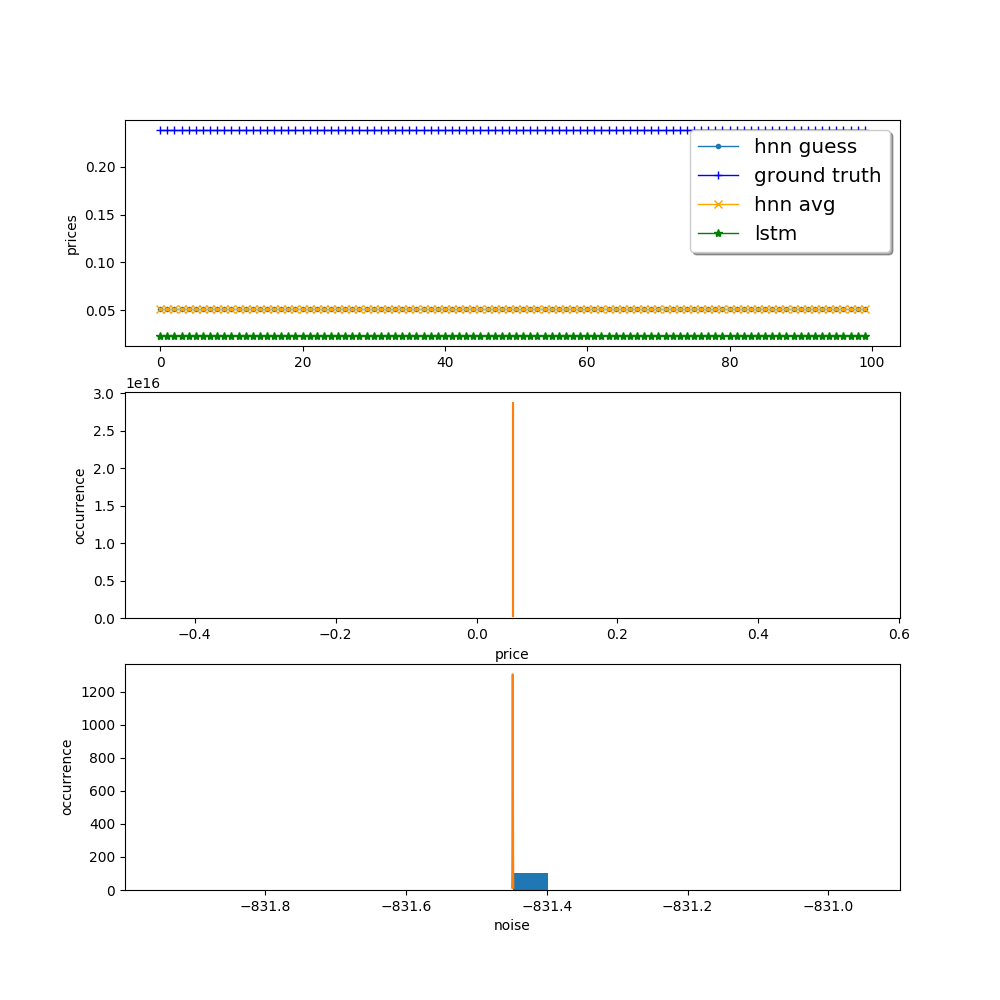 hnn guess
ground truth
hnn avg
lstm
prices
0.20
0.15
0.10
0.05
0 20 40 60 80 100
1e16
occurrence
3.0
2.5
2.0
1.5
1.0
0.5
0.0
−0.4 −0.2 0.0 0.2 0.4 0.6
price
occurrence
1200
1000
800
600
400
200
0
−831.8 −831.6 −831.4 −831.2 −831.0
noise